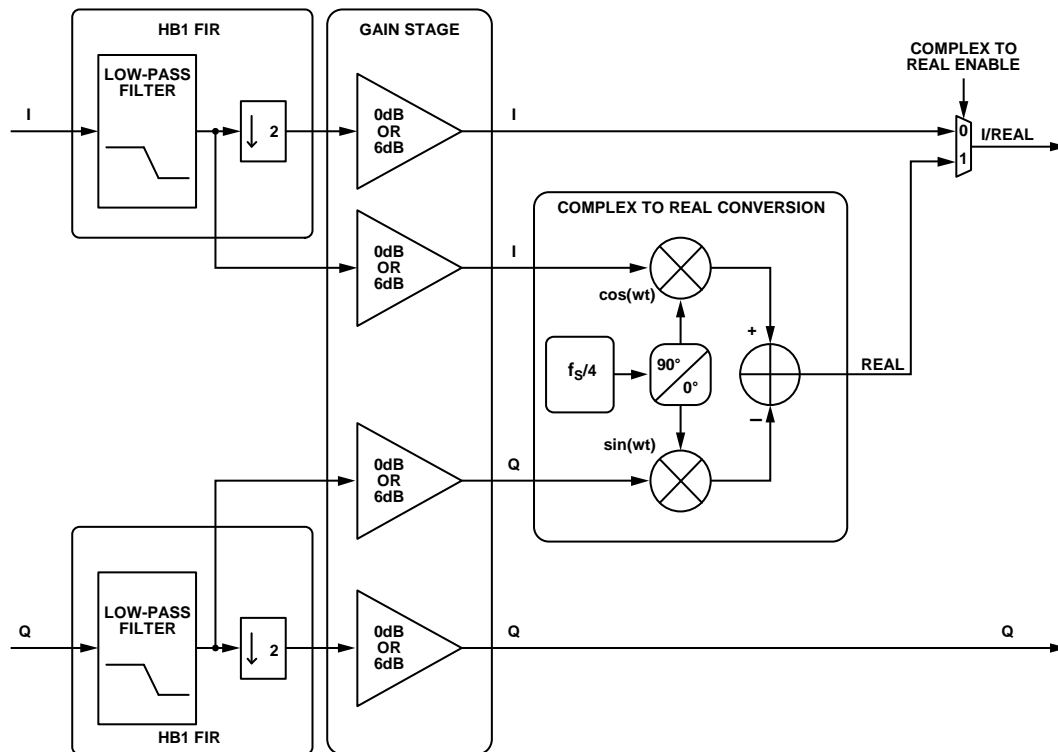 HB1 FIR
GAIN STAGE
LOW-PASS
FILTER
COMPLEX TO
REAL ENABLE
I
2
0dB
OR
6dB
I
0
1
I/REAL
COMPLEX TO REAL CONVERSION
0dB
OR
6dB
I
cos(wt)
+
fS/4
90°
0°
REAL
–
sin(wt)
0dB
OR
6dB
Q
LOW-PASS
FILTER
Q
2
0dB
OR
6dB
Q
Q
HB1 FIR